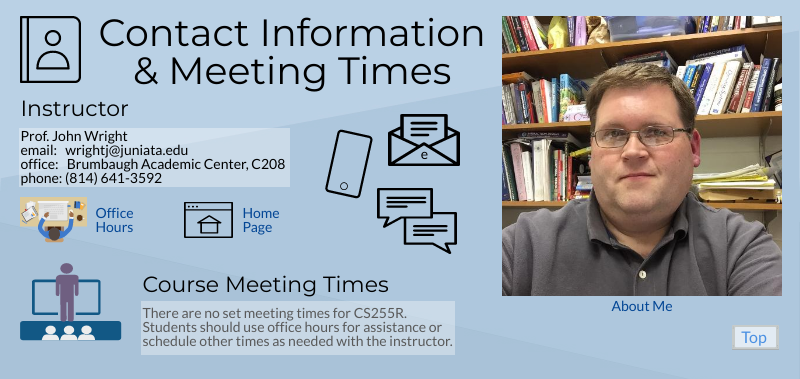 Contact Information
& Meeting Times
Instructor
Prof. John Wright
email: wrightj@juniata.edu
office: Brumbaugh Academic Center, C208
phone: (814) 641-3592
e
Office
Hours
Home
Page
Course Meeting Times
There are no set meeting times for CS255R.
Students should use office hours for assistance or
schedule other times as needed with the instructor.
About Me
Top